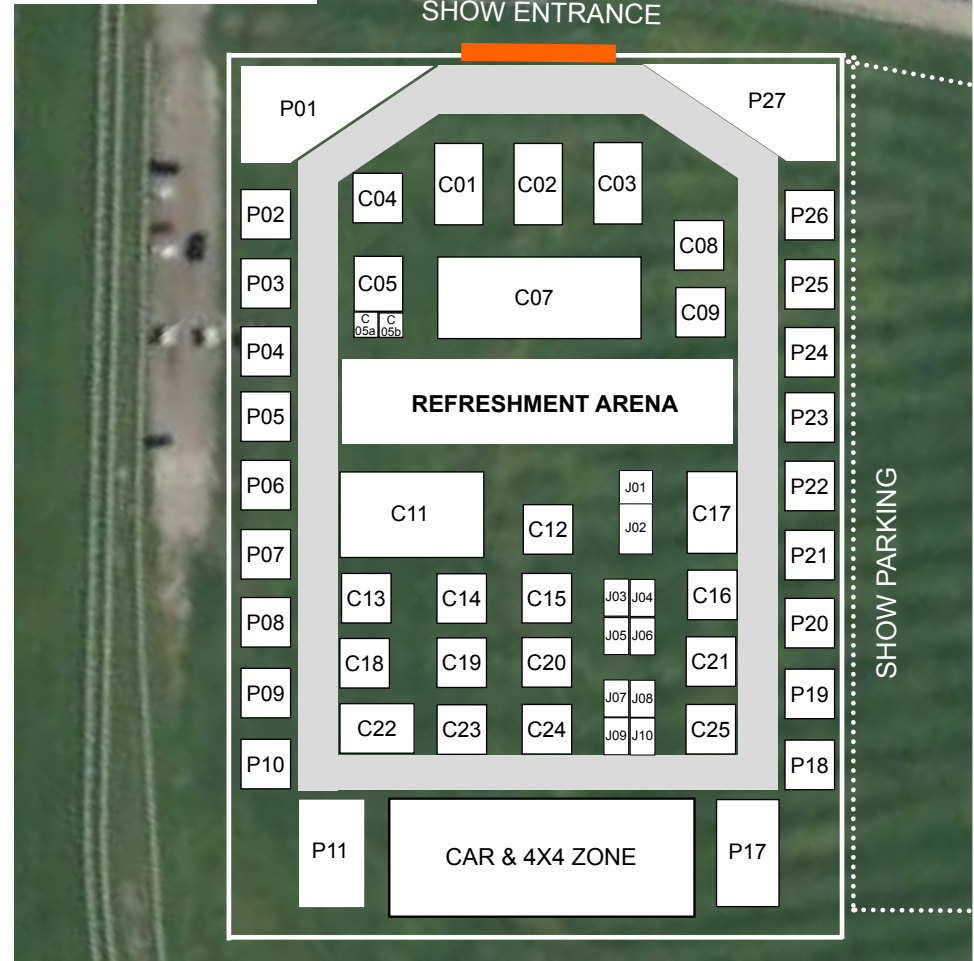 SHOW ENTRANCE
P01
P27
C01
C02
C03
C04
P02
P26
C08
P03
C05
C07
P25
C09
C
05a
C
05b
P04
P24
REFRESHMENT ARENA
P05
P23
P06
J01
P22
C11
C12
J02
C17
P07
P21
C13
C14
C15
J03
J04
C16
P08
J05
J06
P20
C18
C19
C20
C21
P09
J07
J08
P19
C22
C23
C24
J09
J10
C25
P10
P18
SHOW PARKING
P11
CAR & 4X4 ZONE
P17